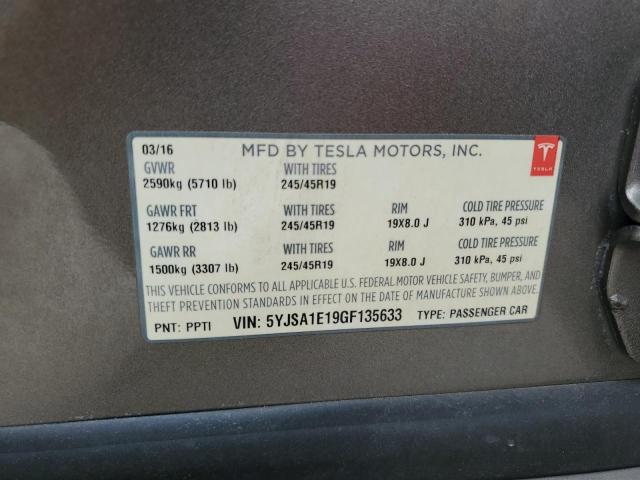 03/16 MFD BY TESLA MOTORS, INC.
TESLA
GVWR WITH TIRES
2590kg (5710 lb) 245/45R19
GAWR FRT WITH TIRES RIM COLD TIRE PRESSURE
1276kg (2813 lb) 245/45R19 19X8.0 J 310 kPa, 45 psi
GAWR RR WITH TIRES RIM COLD TIRE PRESSURE
1500kg (3307 lb) 245/45R19 19X8.0 J 310 kPa, 45 psi
THIS VEHICLE CONFORMS TO ALL APPLICABLE U.S. FEDERAL MOTOR VEHICLE SAFETY, BUMPER, AND
THEFT PREVENTION STANDARDS IN EFFECT ON THE DATE OF MANUFACTURE SHOWN ABOVE.
PNT: PPTI VIN: 5YJSA1E19GF135633 TYPE: PASSENGER CAR